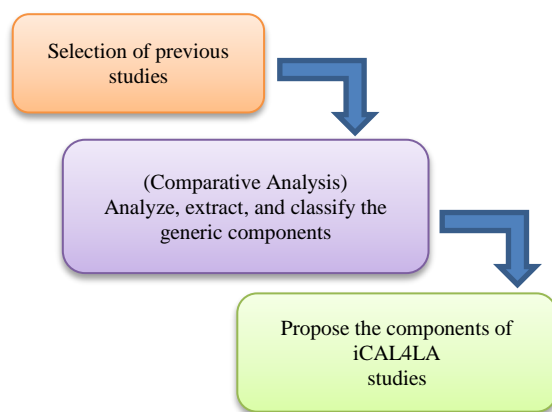 Selection of previous
studies
(Comparative Analysis)
Analyze, extract, and classify the
generic components
Propose the components of
iCAL4LA
studies